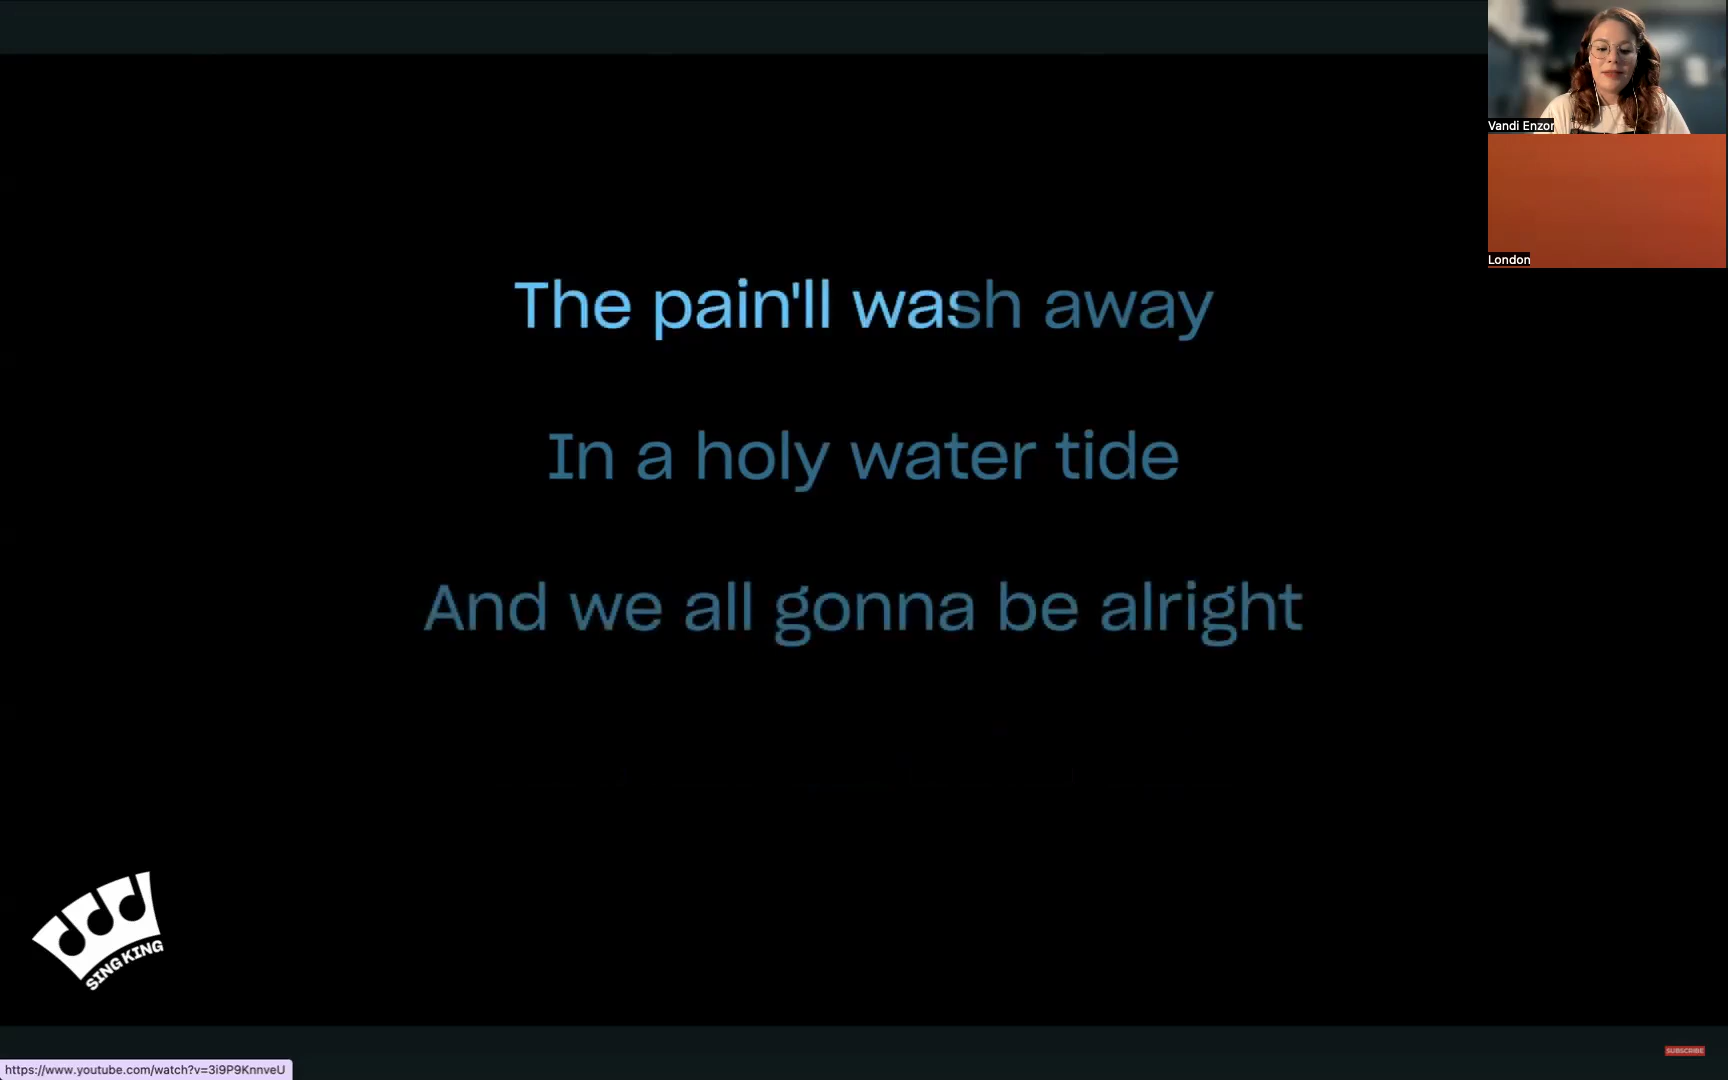 Vandi Enzor
London
The pain'll wash away
In a holy water tide
And we all gonna be alright
SING KING
SUBSCRIBE
https://www.youtube.com/watch?v=3i9P9KnnveU